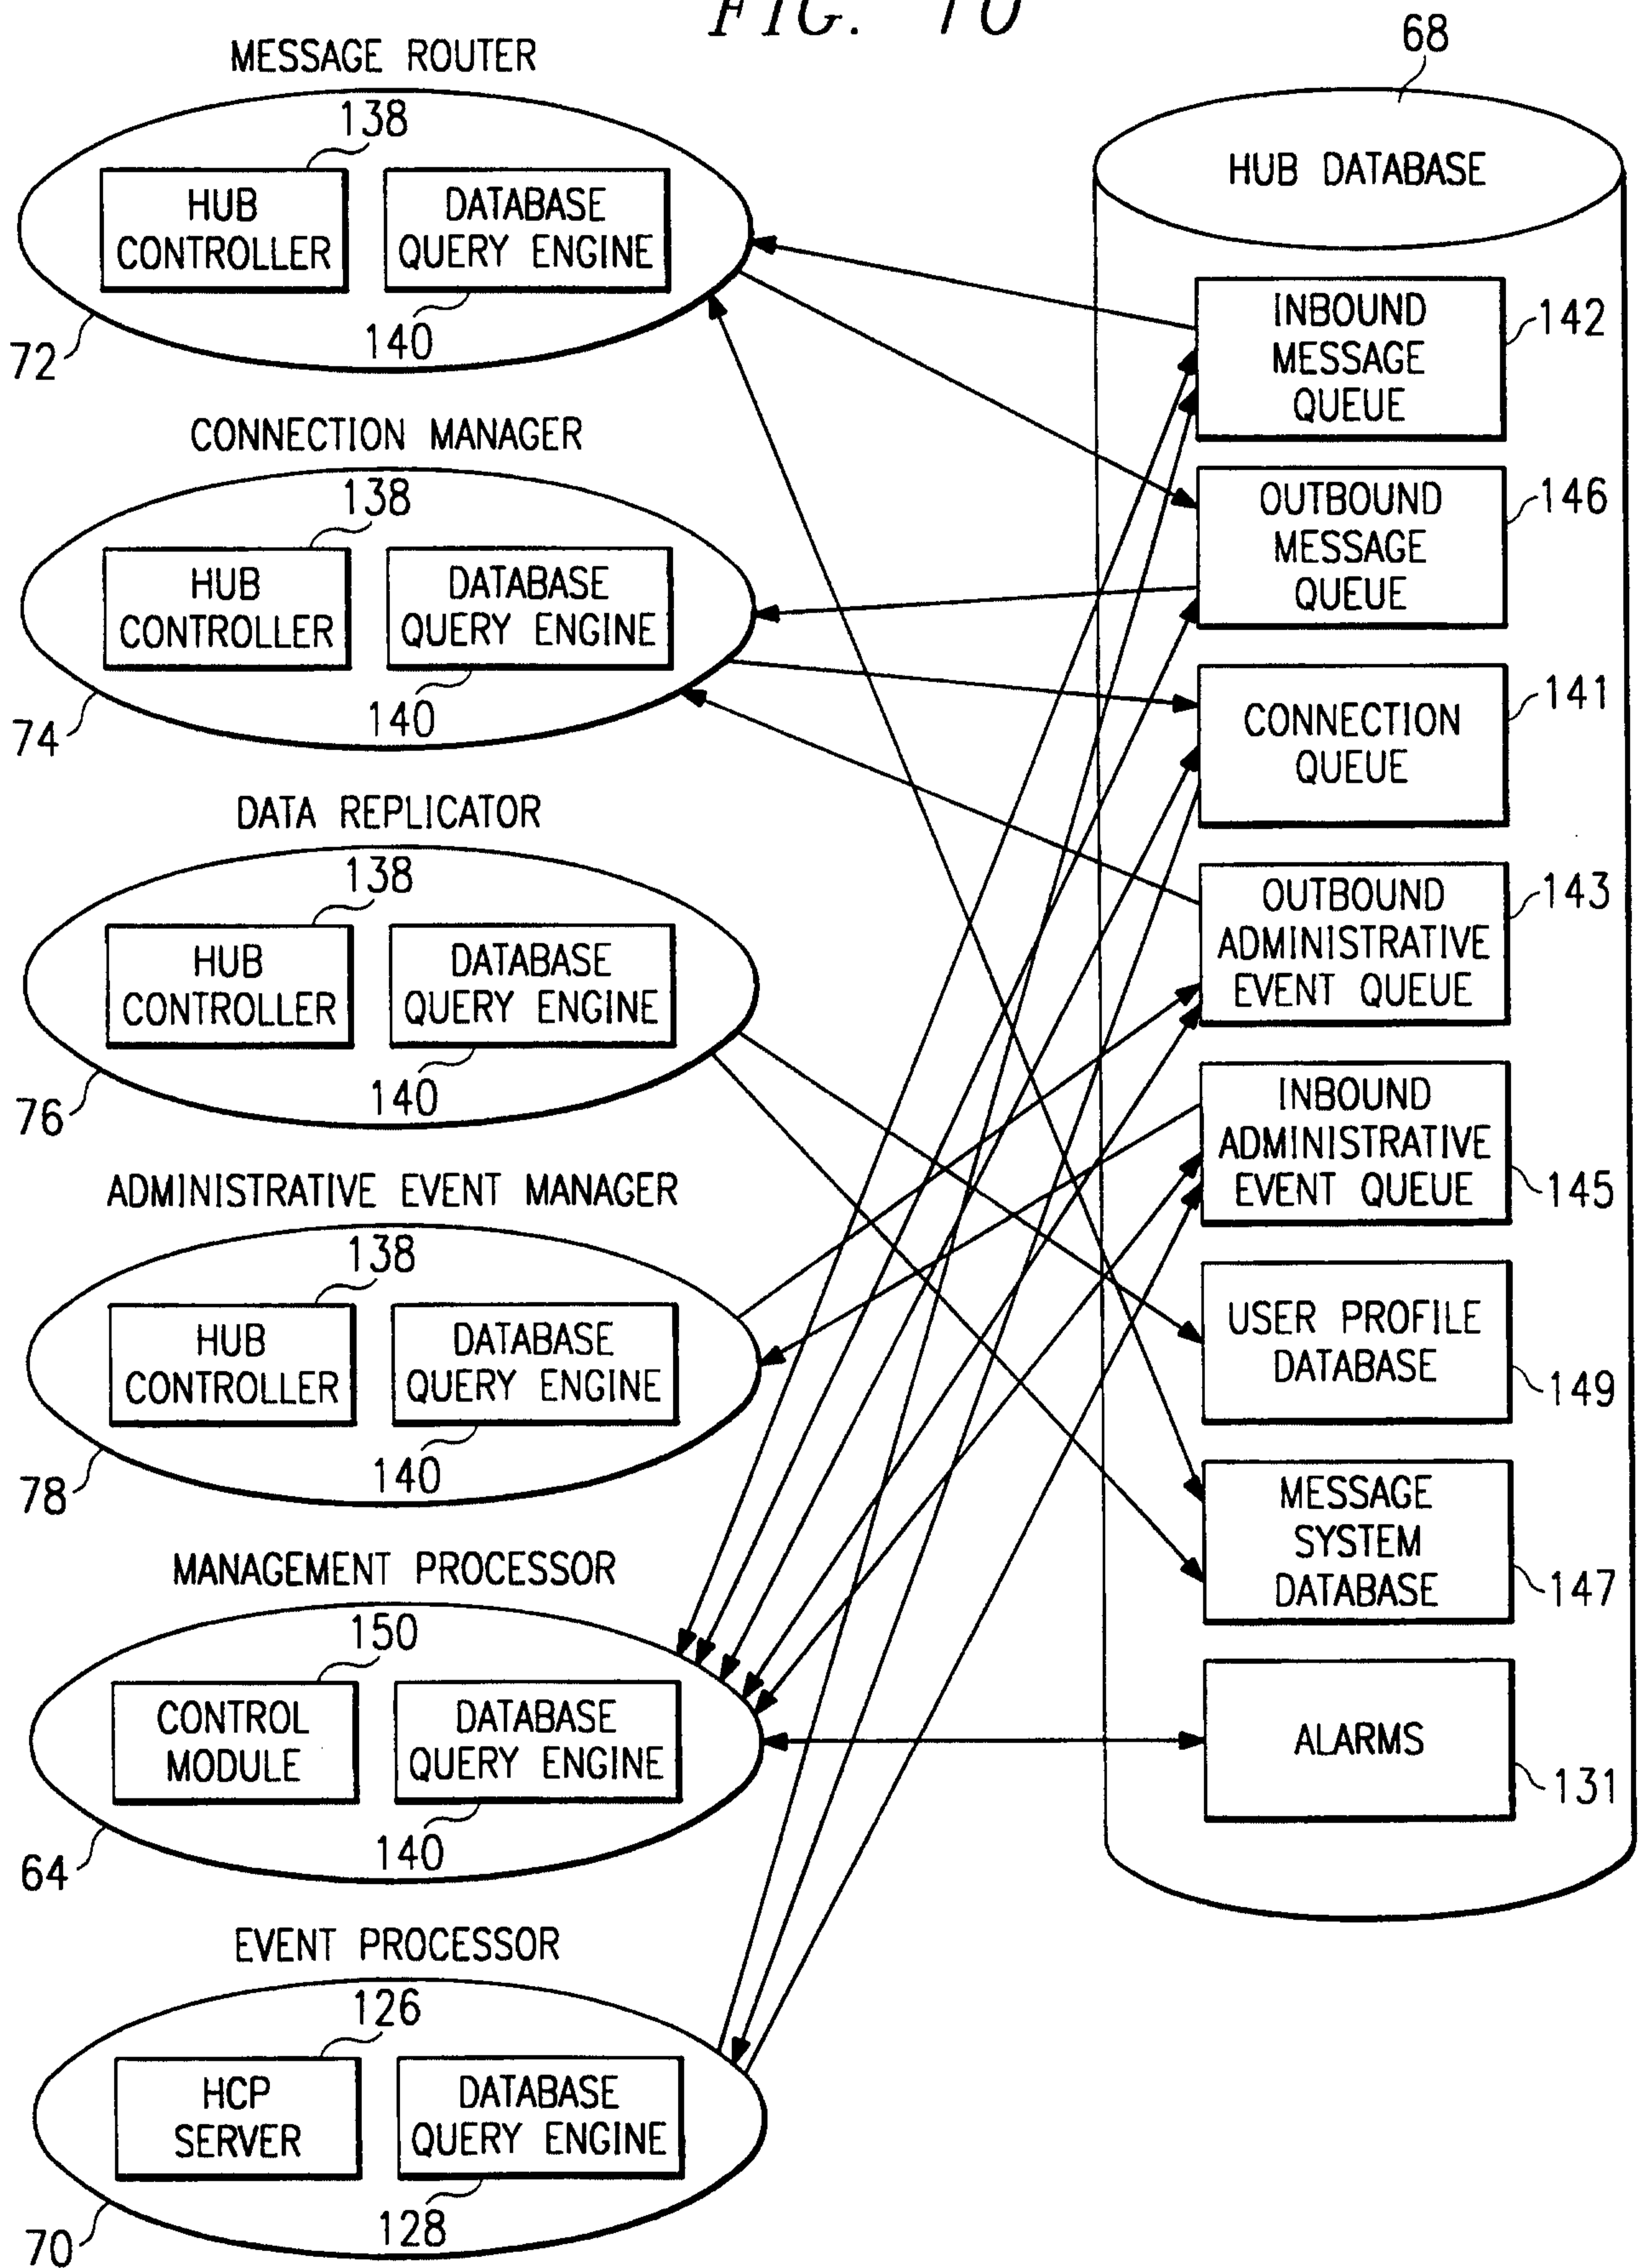 FIG. 10
68
MESSAGE ROUTER
138
HUB
CONTROLLER
DATABASE
QUERY ENGINE
140
72
CONNECTION MANAGER
138
HUB
CONTROLLER
DATABASE
QUERY ENGINE
140
74
DATA REPLICATOR
138
HUB
CONTROLLER
DATABASE
QUERY ENGINE
140
76
ADMINISTRATIVE EVENT MANAGER
138
HUB
CONTROLLER
DATABASE
QUERY ENGINE
140
78
MANAGEMENT PROCESSOR
150
CONTROL
MODULE
DATABASE
QUERY ENGINE
140
64
EVENT PROCESSOR
126
HCP
SERVER
DATABASE
QUERY ENGINE
128
70
HUB DATABASE
INBOUND
MESSAGE
QUEUE
142
OUTBOUND
MESSAGE
QUEUE
146
CONNECTION
QUEUE
141
OUTBOUND
ADMINISTRATIVE
EVENT QUEUE
143
INBOUND
ADMINISTRATIVE
EVENT QUEUE
145
USER PROFILE
DATABASE
149
MESSAGE
SYSTEM
DATABASE
147
ALARMS
131